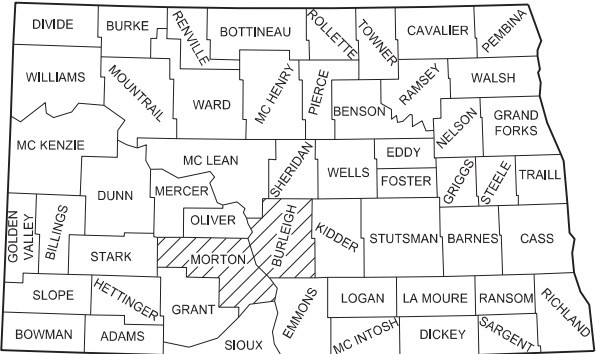 DIVIDE
BURKE
RENVILLE
BOTTINEAU
ROLLETTE
TOWNER
CAVALIER
PEMBINA
WILLIAMS
MOUNTRAIL
WARD
MC HENRY
PIERCE
BENSON
RAMSEY
WALSH
NELSON
GRAND
FORKS
MC KENZIE
MC LEAN
SHERIDAN
WELLS
EDDY
FOSTER
GRIGGS
STEELE
TRAILL
DUNN
MERCER
OLIVER
GOLDEN
VALLEY
BILLINGS
STARK
MORTON
BURLEIGH
KIDDER
STUTSMAN
BARNES
CASS
SLOPE
HETTINGER
GRANT
EMMONS
LOGAN
LA MOURE
RANSOM
RICHLAND
BOWMAN
ADAMS
SIOUX
MC INTOSH
DICKEY
SARGENT